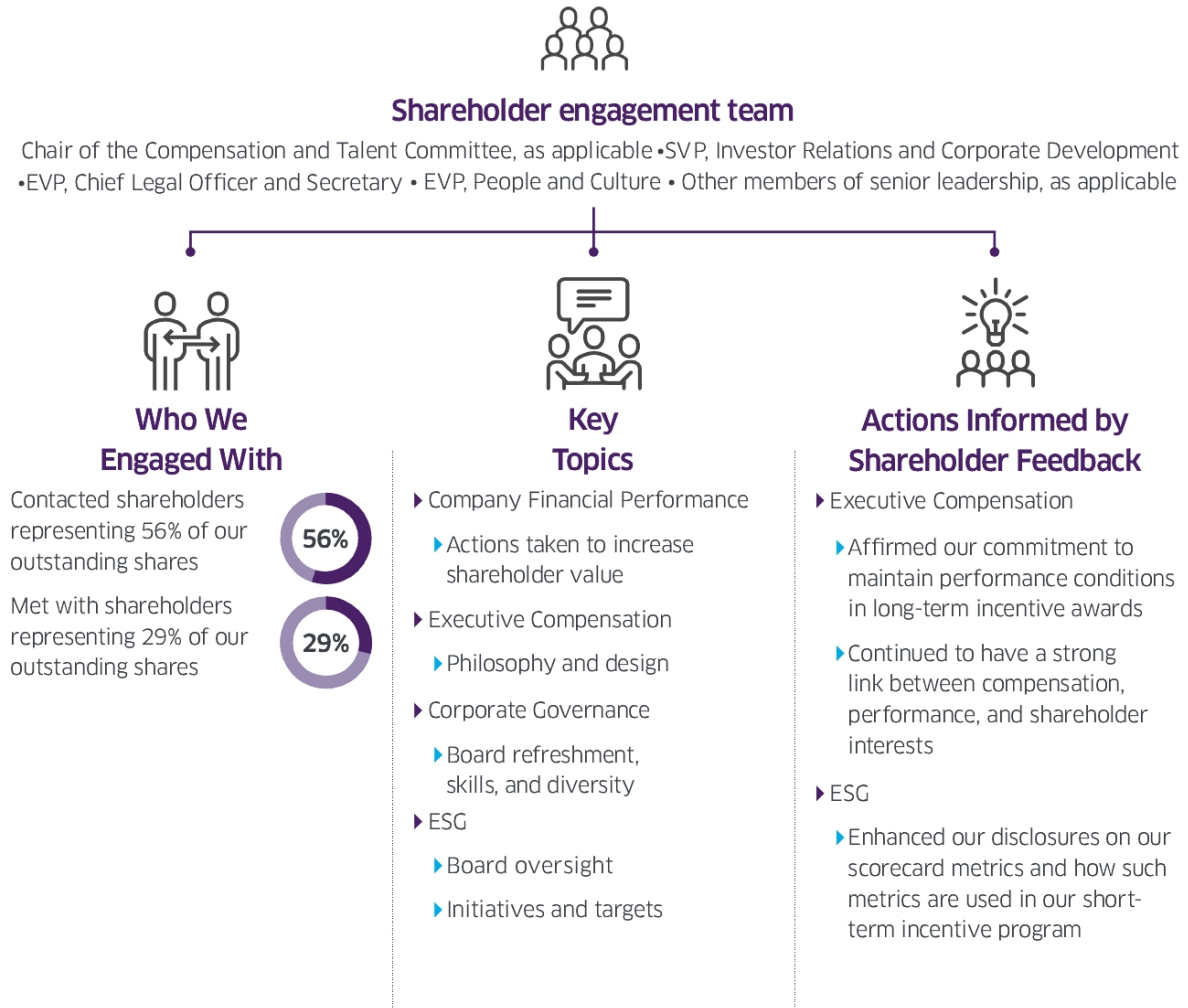 Shareholder engagement team
Chair of the Compensation and Talent Committee, as applicable •SVP, Investor Relations and Corporate Development
•EVP, Chief Legal Officer and Secretary • EVP, People and Culture • Other members of senior leadership, as applicable
Who We
Engaged With
Contacted shareholders
representing 56% of our
outstanding shares
56%
Met with shareholders
representing 29% of our
outstanding shares
29%
Key
Topics
Company Financial Performance
Actions taken to increase
shareholder value
Executive Compensation
Philosophy and design
Corporate Governance
Board refreshment,
skills, and diversity
ESG
Board oversight
Initiatives and targets
Actions Informed by
Shareholder Feedback
Executive Compensation
Affirmed our commitment to
maintain performance conditions
in long-term incentive awards
Continued to have a strong
link between compensation,
performance, and shareholder
interests
ESG
Enhanced our disclosures on our
scorecard metrics and how such
metrics are used in our short-
term incentive program